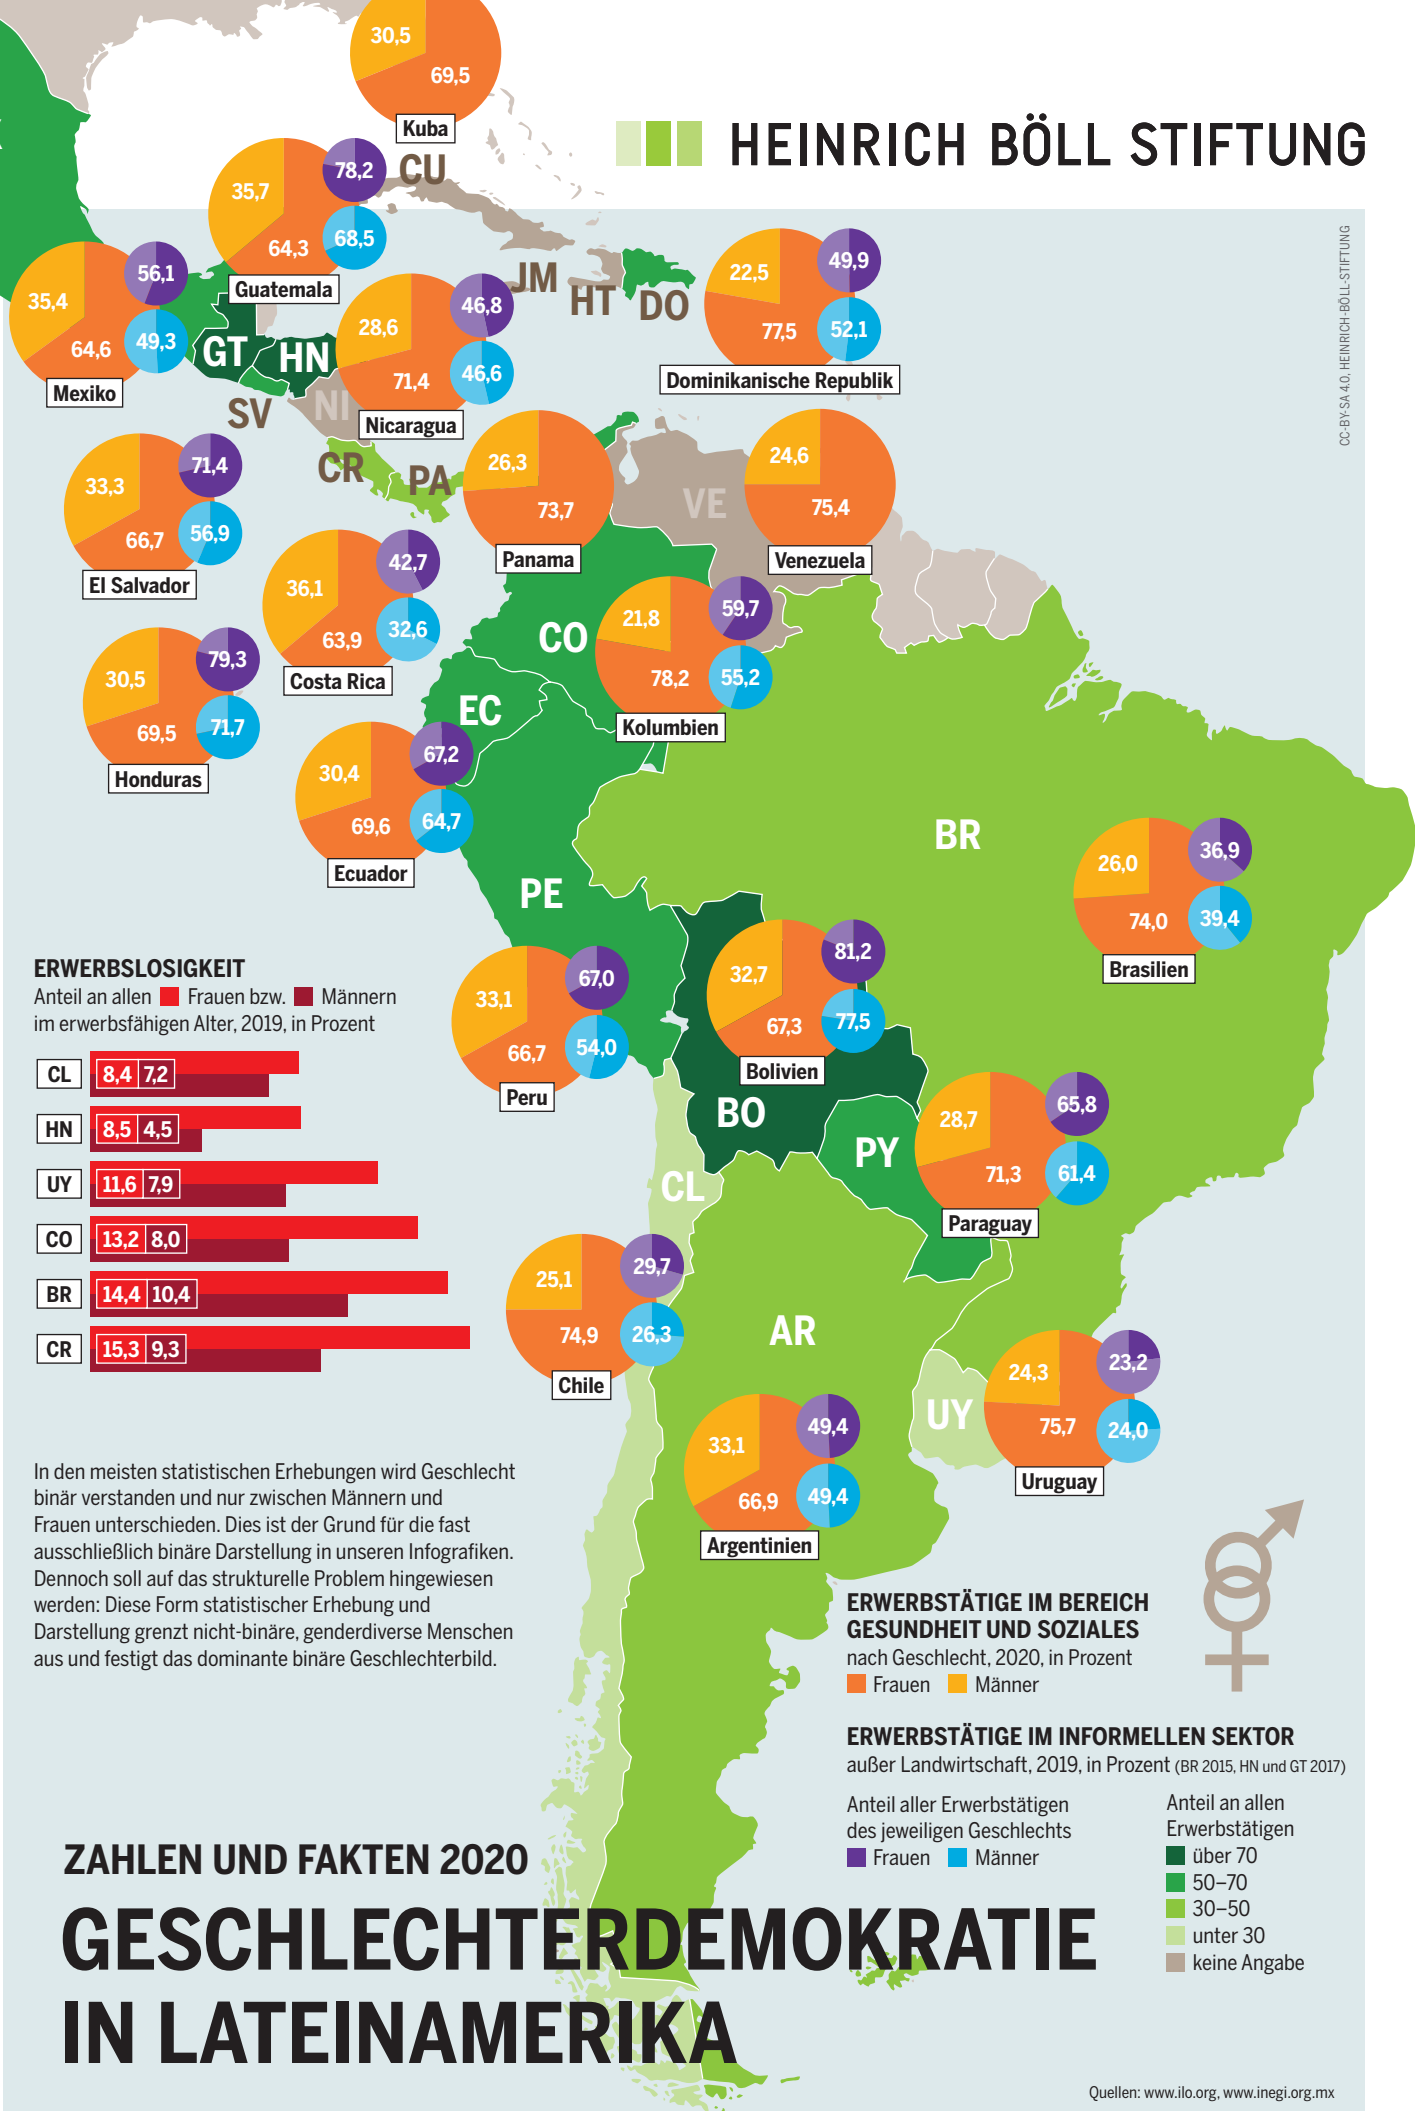 30,5
69,5
Kuba
CU
HEINRICH BÖLL STIFTUNG
CC-BY-SA 4.0, HEINRICH-BÖLL-STIFTUNG
35,7
64,3
78,2
68,5
Guatemala
35,4
64,6
56,1
49,3
Mexiko
GT
HN
SV
NI
CR
PA
JM
HT
DO
28,6
71,4
46,8
46,6
Nicaragua
22,5
77,5
49,9
52,1
Dominikanische Republik
33,3
66,7
71,4
56,9
El Salvador
26,3
73,7
Panama
VE
24,6
75,4
Venezuela
36,1
63,9
42,7
32,6
Costa Rica
CO
21,8
78,2
59,7
55,2
Kolumbien
30,5
69,5
79,3
71,7
Honduras
EC
30,4
69,6
67,2
64,7
Ecuador
PE
BR
26,0
74,0
36,9
39,4
Brasilien
33,1
66,7
67,0
54,0
Peru
32,7
67,3
81,2
77,5
Bolivien
BO
PY
28,7
71,3
65,8
61,4
Paraguay
CL
25,1
74,9
29,7
26,3
Chile
AR
33,1
66,9
49,4
49,4
Argentinien
UY
24,3
75,7
23,2
24,0
Uruguay
ERWERBSLOSIGKEIT
Anteil an allen Frauen bzw. Männern
im erwerbsfähigen Alter, 2019, in Prozent
CL 8,4 7,2
HN 8,5 4,5
UY 11,6 7,9
CO 13,2 8,0
BR 14,4 10,4
CR 15,3 9,3
In den meisten statistischen Erhebungen wird Geschlecht
binär verstanden und nur zwischen Männern und
Frauen unterschieden. Dies ist der Grund für die fast
ausschließlich binäre Darstellung in unseren Infografiken.
Dennoch soll auf das strukturelle Problem hingewiesen
werden: Diese Form statistischer Erhebung und
Darstellung grenzt nicht-binäre, genderdiverse Menschen
aus und festigt das dominante binäre Geschlechterbild.
ERWERBSTÄTIGE IM BEREICH
GESUNDHEIT UND SOZIALES
nach Geschlecht, 2020, in Prozent
Frauen Männer
ERWERBSTÄTIGE IM INFORMELLEN SEKTOR
außer Landwirtschaft, 2019, in Prozent (BR 2015, HN und GT 2017)
Anteil aller Erwerbstätigen
des jeweiligen Geschlechts
Frauen Männer
Anteil an allen
Erwerbstätigen
über 70
50–70
30–50
unter 30
keine Angabe
ZAHLEN UND FAKTEN 2020
GESCHLECHTERDEMOKRATIE
IN LATEINAMERIKA
Quellen: www.ilo.org, www.inegi.org.mx